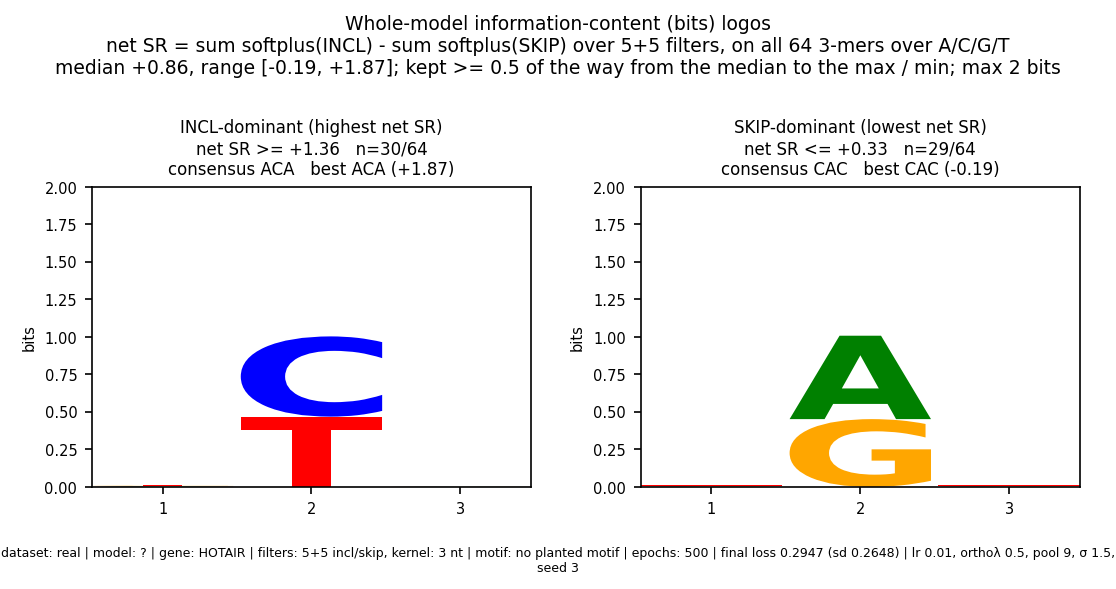 Whole-model information-content (bits) logos
net SR = sum softplus(INCL) - sum softplus(SKIP) over 5+5 filters, on all 64 3-mers over A/C/G/T
median +0.86, range [-0.19, +1.87]; kept >= 0.5 of the way from the median to the max / min; max 2 bits
INCL-dominant (highest net SR)
net SR >= +1.36   n=30/64
consensus ACA   best ACA (+1.87)
2.00
1.75
1.50
1.25
1.00
0.75
0.50
0.25
0.00
bits
C
T
1 2 3
SKIP-dominant (lowest net SR)
net SR <= +0.33   n=29/64
consensus CAC   best CAC (-0.19)
2.00
1.75
1.50
1.25
1.00
0.75
0.50
0.25
0.00
bits
A
G
1 2 3
dataset: real | model: ? | gene: HOTAIR | filters: 5+5 incl/skip, kernel: 3 nt | motif: no planted motif | epochs: 500 | final loss 0.2947 (sd 0.2648) | lr 0.01, orthoλ 0.5, pool 9, σ 1.5,
seed 3